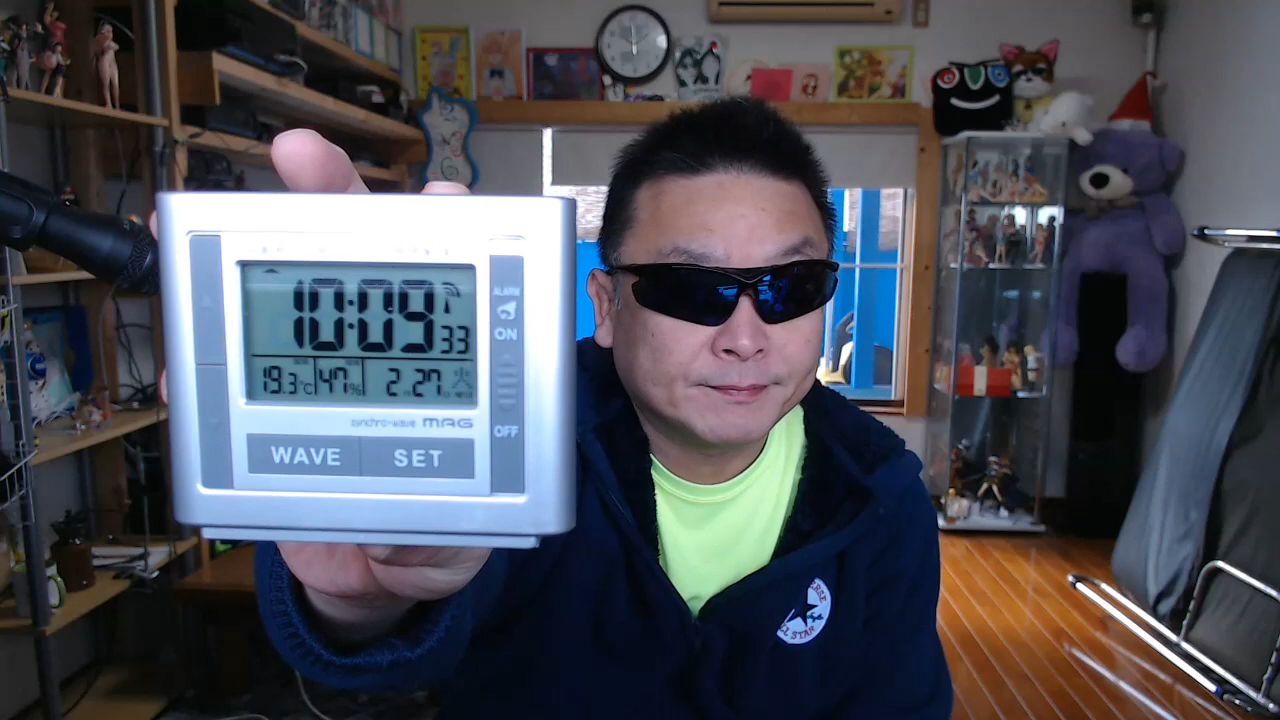 10:09 33
19.3 °C 47 % 2.27
synchro-wave MAG
WAVE SET
ALARM
ON
OFF
ALL STAR